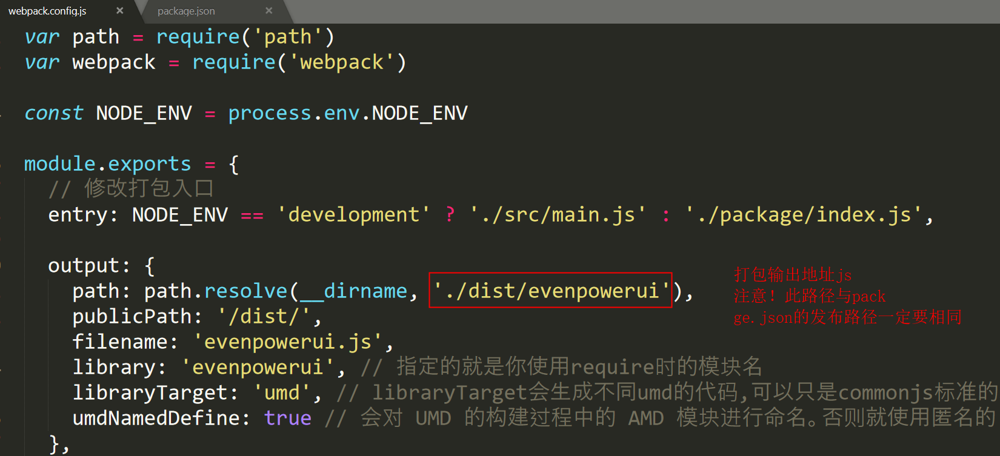 webpack.config.js × package.json ×
var path = require('path')
var webpack = require('webpack')
const NODE_ENV = process.env.NODE_ENV
module.exports = {
// 修改打包入口
entry: NODE_ENV == 'development' ? './src/main.js' : './package/index.js',
output: {
path: path.resolve(__dirname, './dist/evenpowerui'),
publicPath: '/dist/',
filename: 'evenpowerui.js',
library: 'evenpowerui', // 指定的就是你使用require时的模块名
libraryTarget: 'umd', // libraryTarget会生成不同umd的代码,可以只是commonjs标准的
umdNamedDefine: true // 会对 UMD 的构建过程中的 AMD 模块进行命名。否则就使用匿名的
},
打包输出地址js
注意！此路径与pack
ge.json的发布路径一定要相同